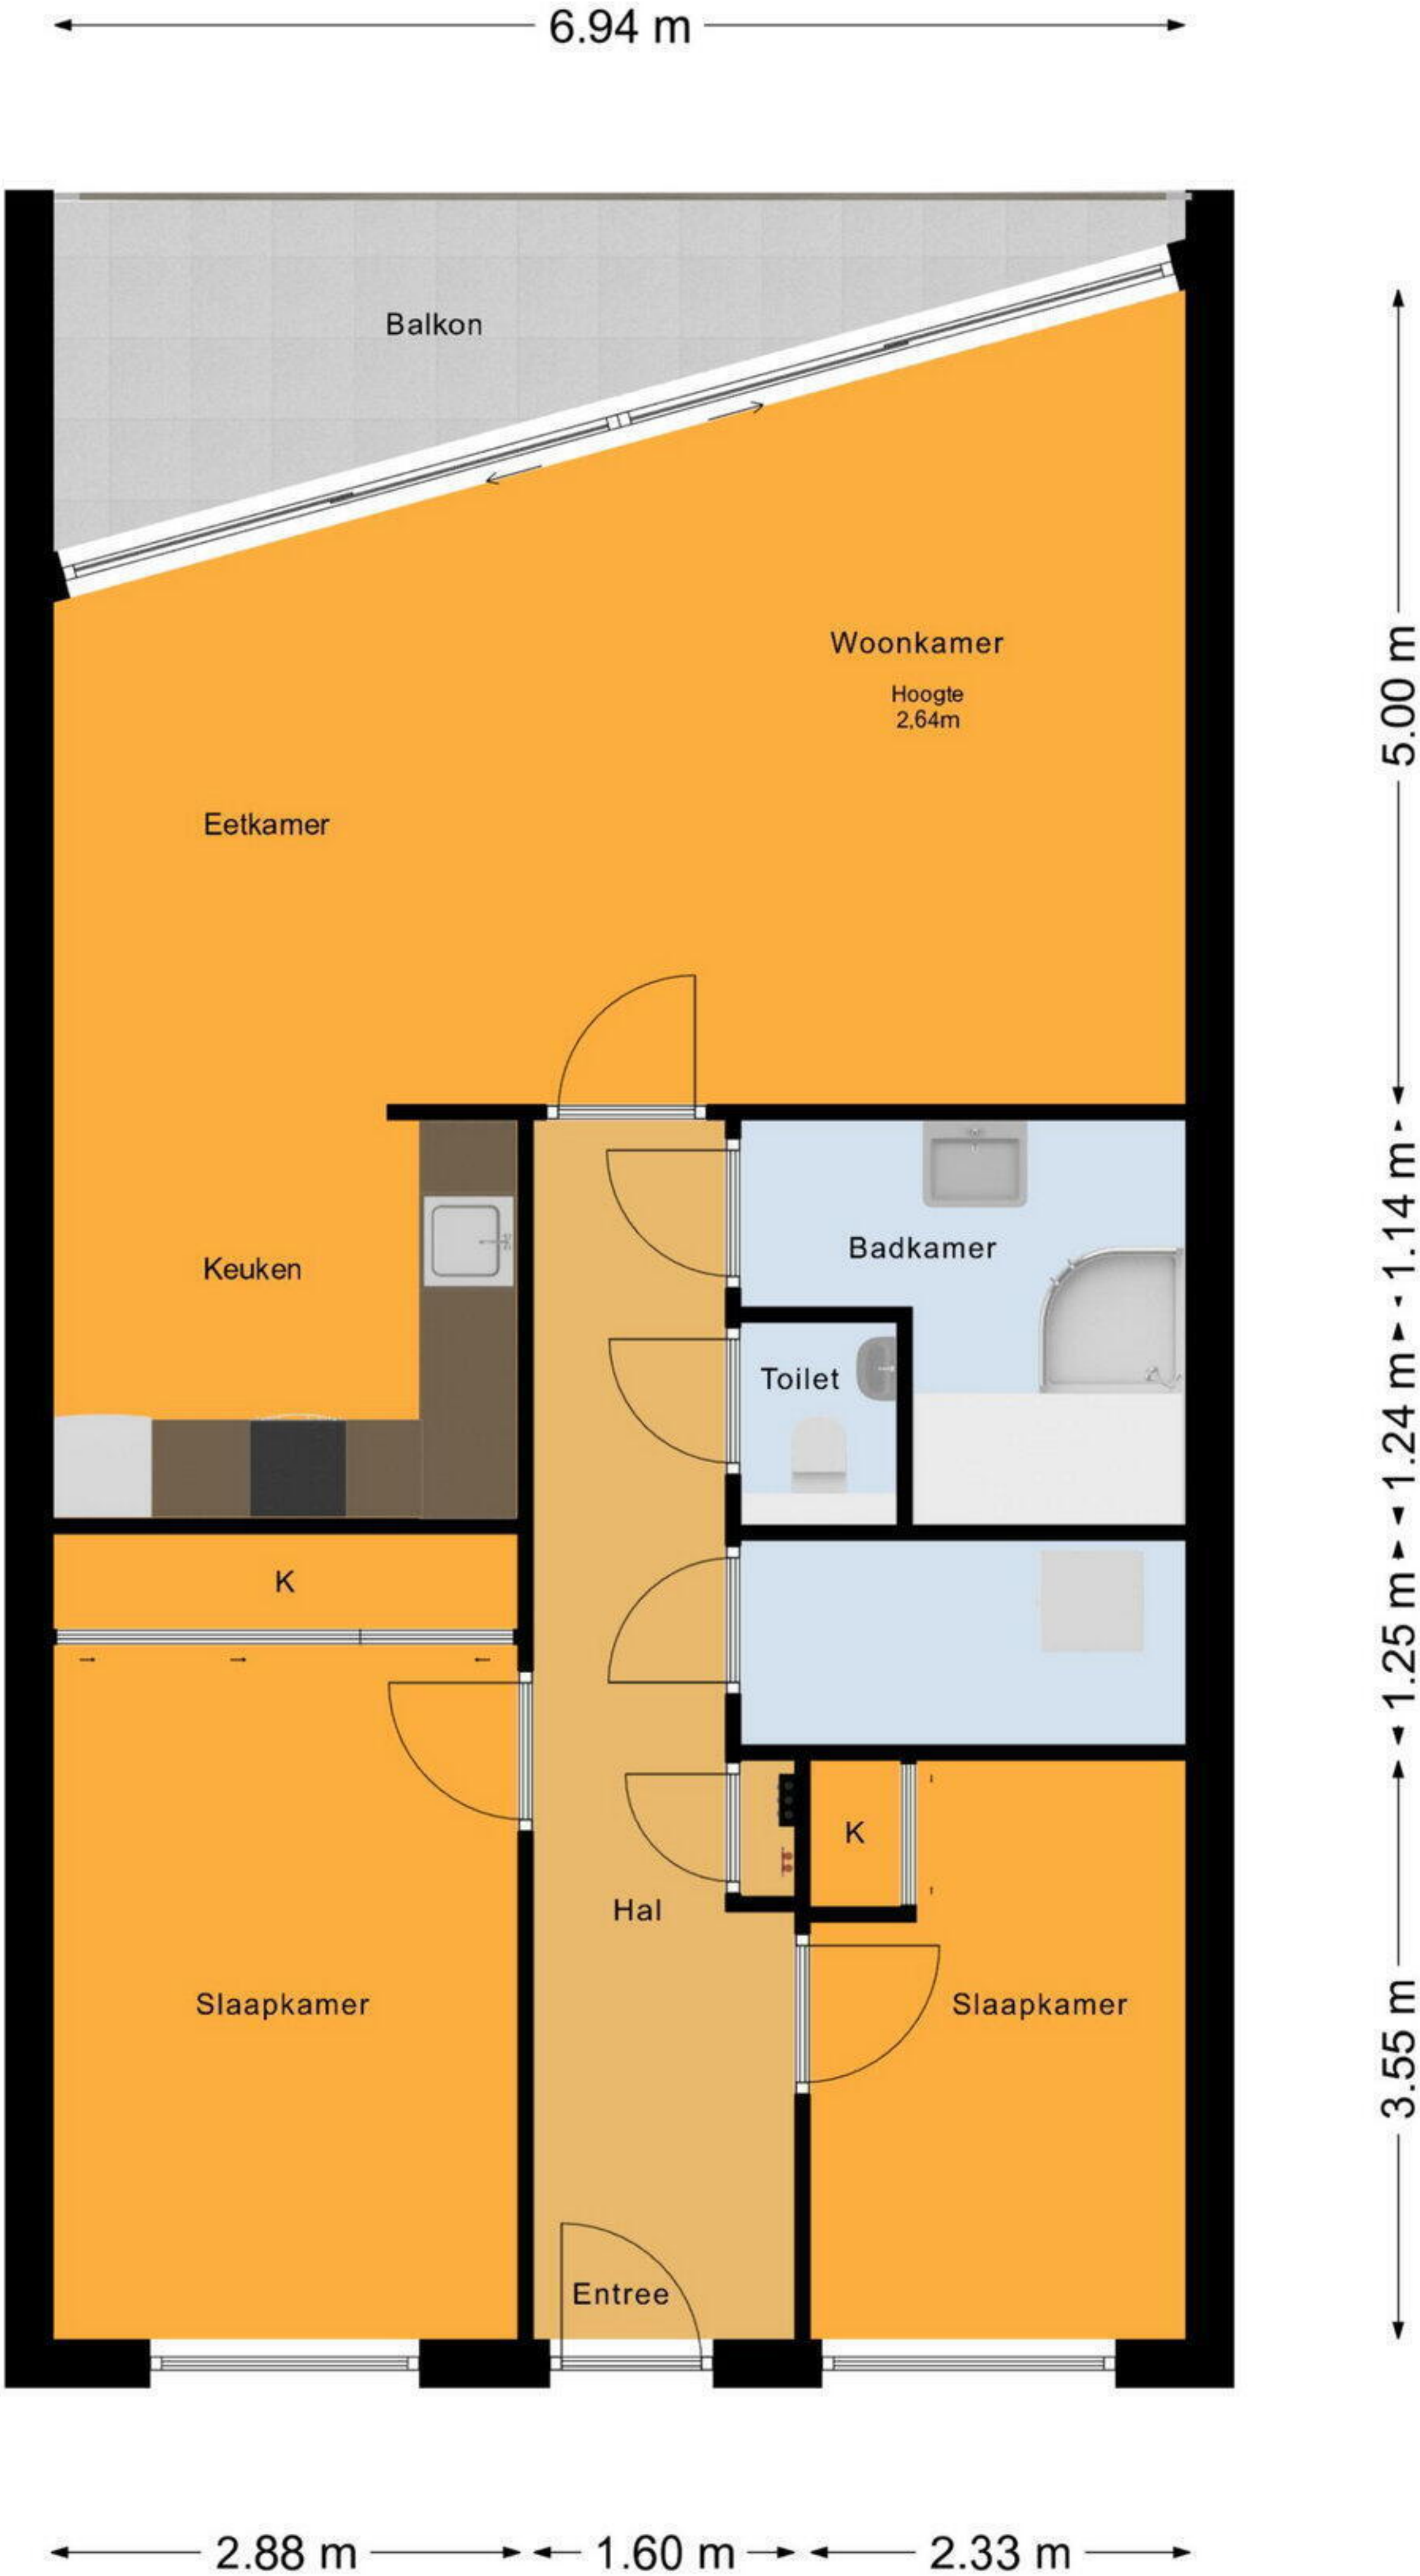 6.94 m
Balkon
Woonkamer
Hoogte
2,64m
5.00 m
Eetkamer
Keuken
Badkamer
1.14 m
Toilet
1.24 m
K
1.25 m
K
Hal
Slaapkamer
Slaapkamer
3.55 m
Entree
2.88 m
1.60 m
2.33 m